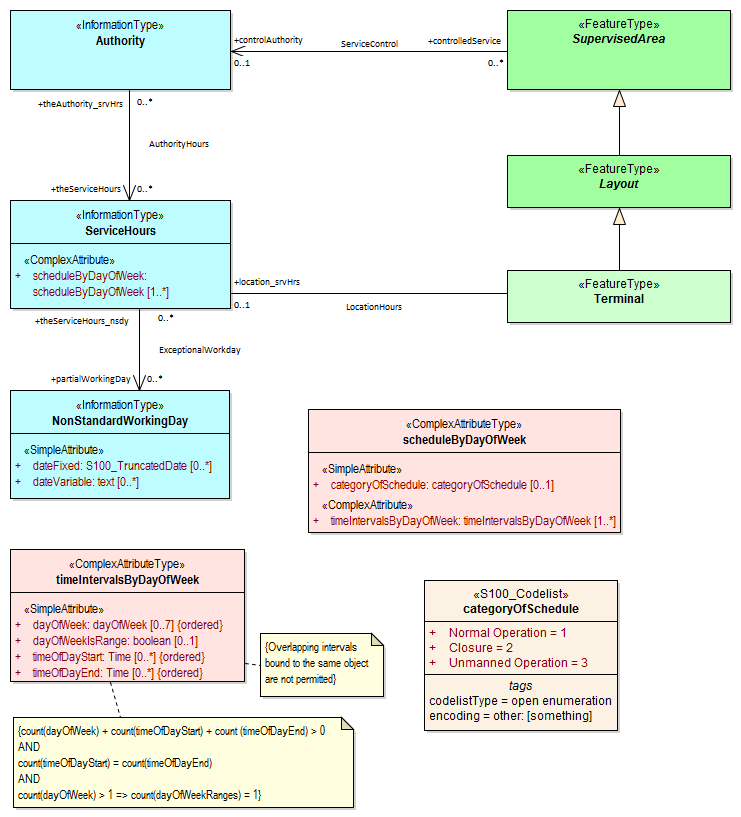 «InformationType»
Authority
+controlAuthority
ServiceControl
+controlledService
0..1
0..*
«FeatureType»
SupervisedArea
+theAuthority_srvHrs
0..*
AuthorityHours
+theServiceHours
0..*
«FeatureType»
Layout
«InformationType»
ServiceHours
«ComplexAttribute»
+ scheduleByDayOfWeek:
scheduleByDayOfWeek [1..*]
+location_srvHrs
0..1
LocationHours
«FeatureType»
Terminal
+theServiceHours_nsdy
0..*
ExceptionalWorkday
+partialWorkingDay
0..*
«InformationType»
NonStandardWorkingDay
«SimpleAttribute»
+ dateFixed: S100_TruncatedDate [0..*]
+ dateVariable: text [0..*]
«ComplexAttributeType»
scheduleByDayOfWeek
«SimpleAttribute»
+ categoryOfSchedule: categoryOfSchedule [0..1]
«ComplexAttribute»
+ timeIntervalsByDayOfWeek: timeIntervalsByDayOfWeek [1..*]
«ComplexAttributeType»
timeIntervalsByDayOfWeek
«SimpleAttribute»
+ dayOfWeek: dayOfWeek [0..7] {ordered}
+ dayOfWeekIsRange: boolean [0..1]
+ timeOfDayStart: Time [0..*] {ordered}
+ timeOfDayEnd: Time [0..*] {ordered}
{Overlapping intervals
bound to the same object
are not permitted}
«S100_Codelist»
categoryOfSchedule
+ Normal Operation = 1
+ Closure = 2
+ Unmanned Operation = 3
tags
codelistType = open enumeration
encoding = other: [something]
{count(dayOfWeek) + count(timeOfDayStart) + count (timeOfDayEnd) > 0
AND
count(timeOfDayStart) = count(timeOfDayEnd)
AND
count(dayOfWeek) > 1 => count(dayOfWeekRanges) = 1}